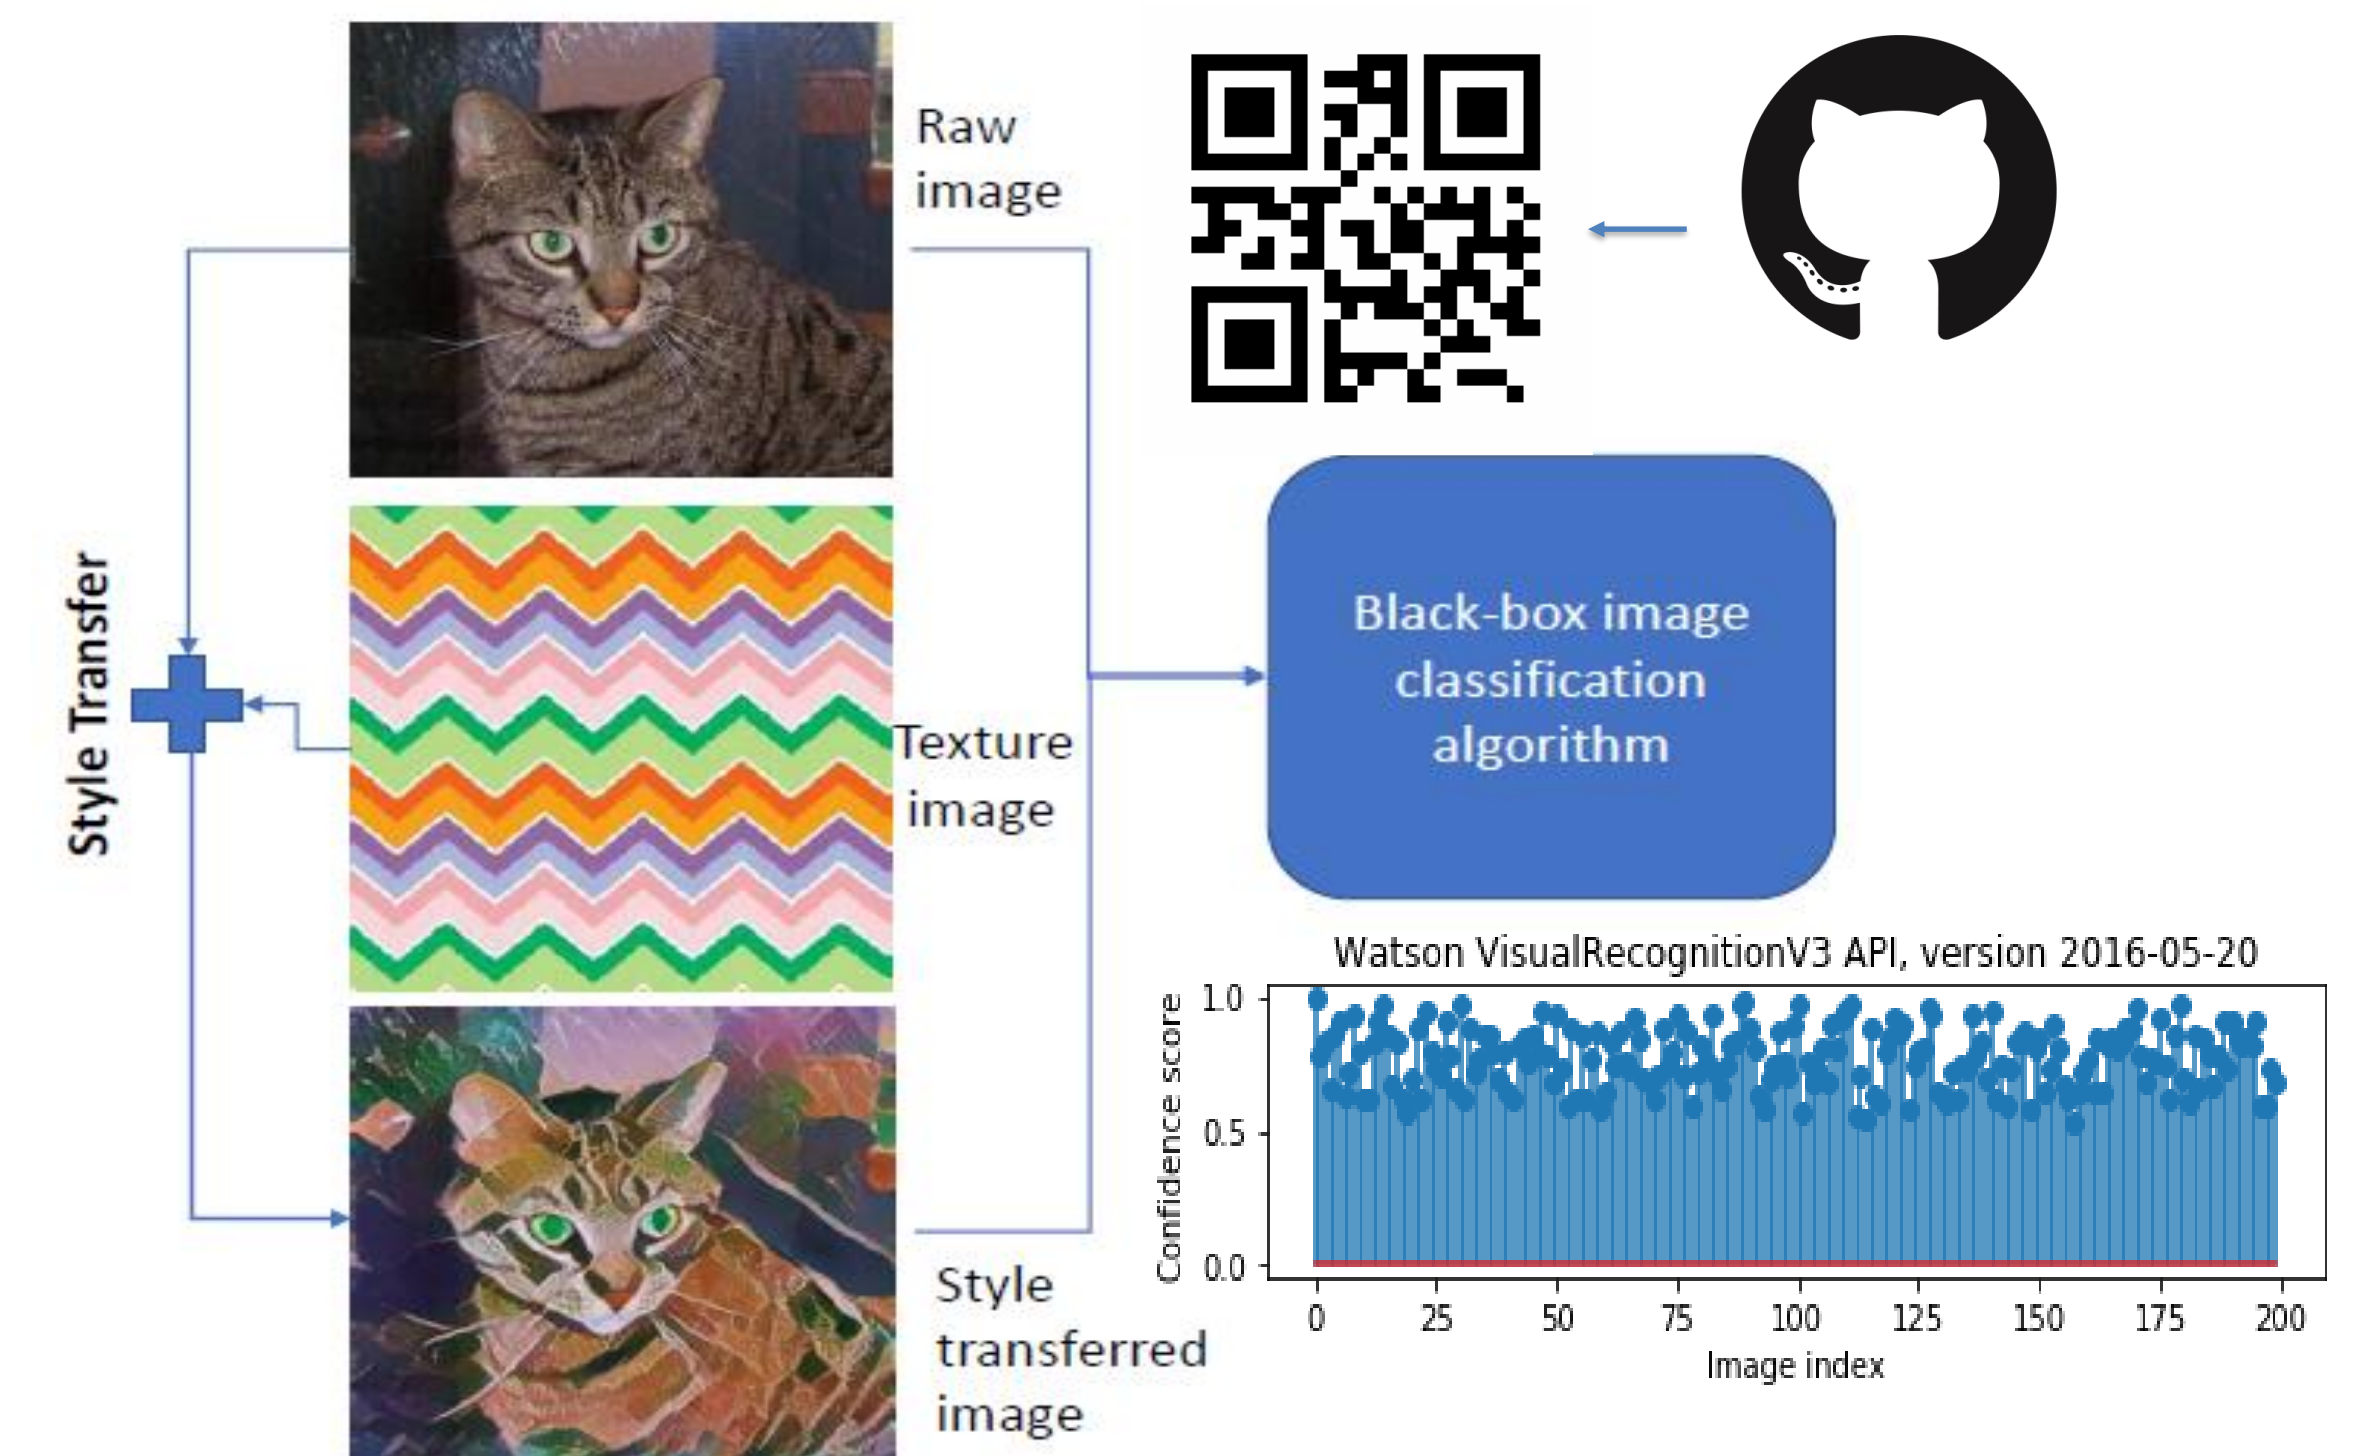 Raw
image
Style Transfer
Texture
image
Black-box image
classification
algorithm
Style
transferred
image
Watson VisualRecognitionV3 API, version 2016-05-20
Confidence score
1.0
0.5
0.0
0 25 50 75 100 125 150 175 200
Image index